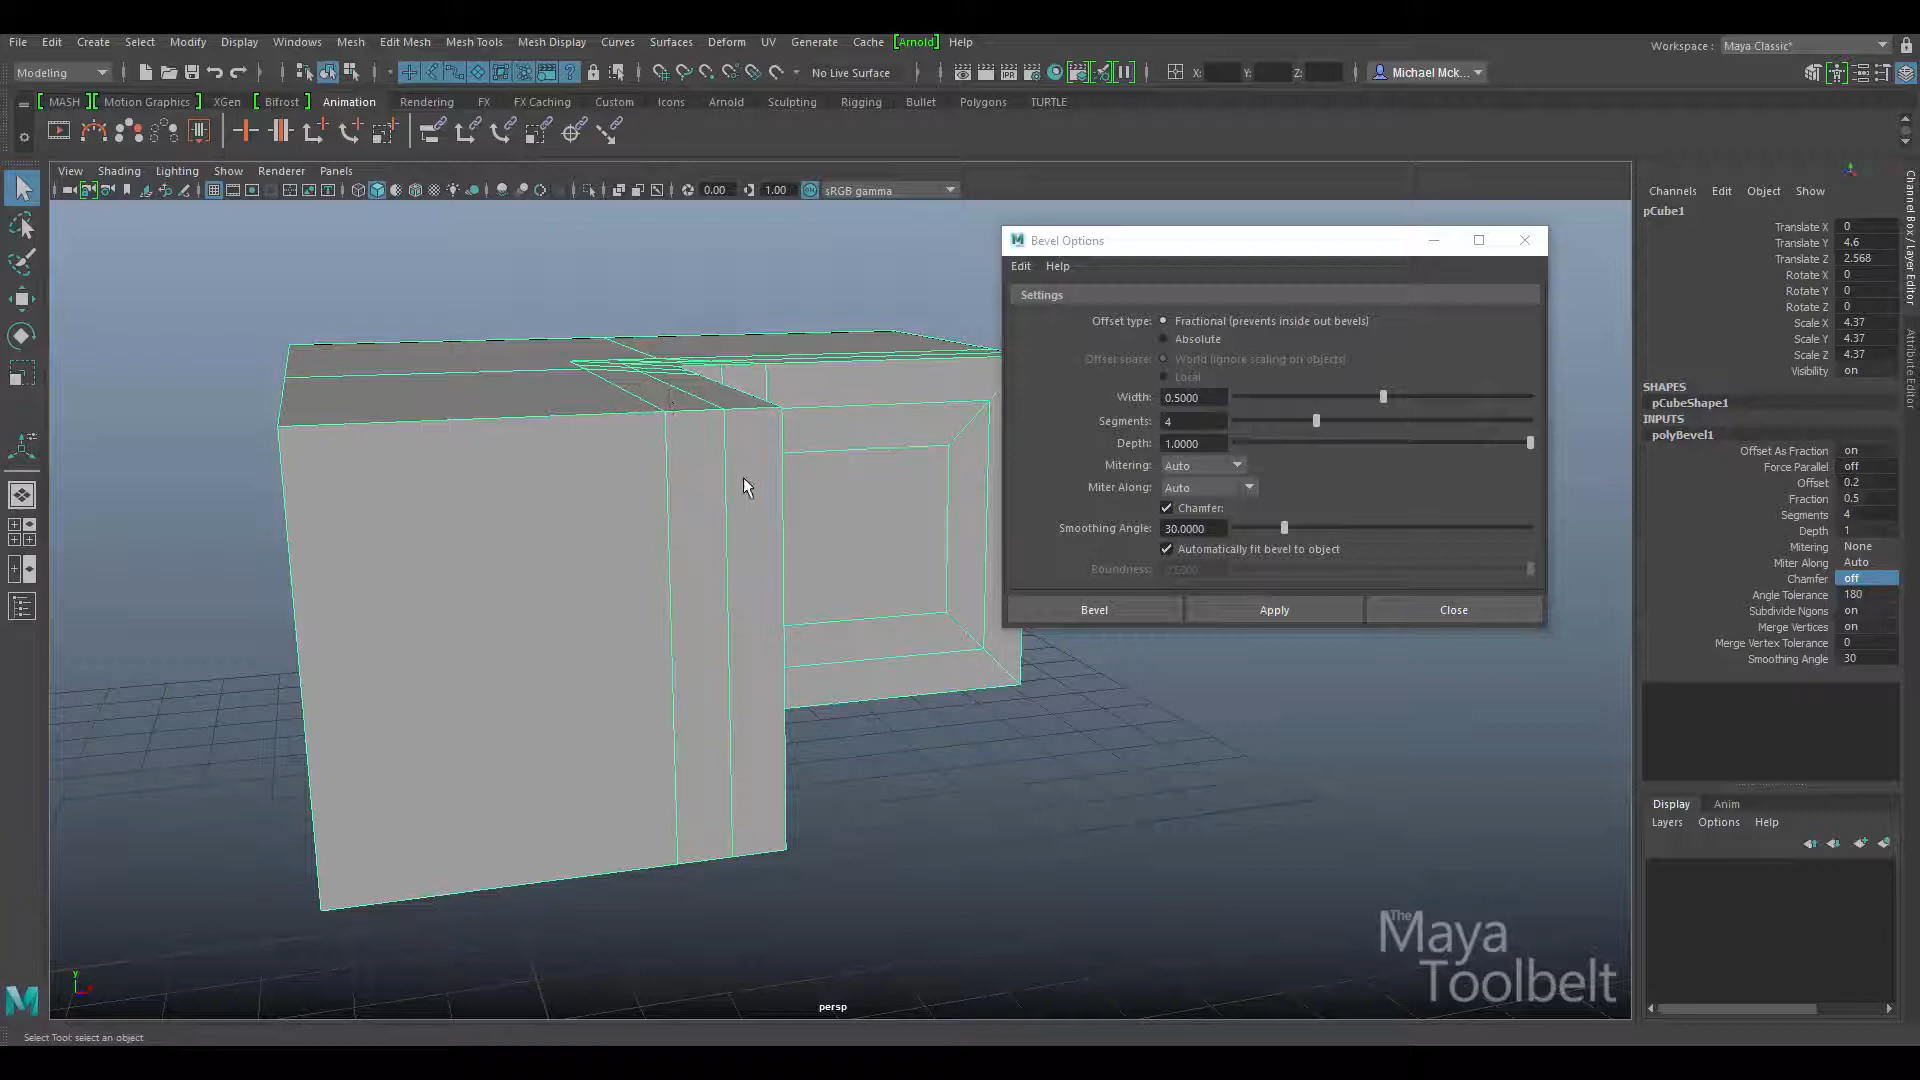 File Edit Create Select Modify Display Windows Mesh Edit Mesh Mesh Tools Mesh Display Curves Surfaces Deform UV Generate Cache [Arnold] Help
Workspace : Maya Classic*
Modeling
No Live Surface
X:
Y:
Z:
Michael Mck...
MASH Motion Graphics XGen Bifrost Animation Rendering FX FX Caching Custom Icons Arnold Sculpting Rigging Bullet Polygons TURTLE
View Shading Lighting Show Renderer Panels
0.00
1.00
sRGB gamma
Bevel Options
Edit Help
Settings
Offset type: Fractional (prevents inside out bevels)
Absolute
Offset space: World (ignore scaling on objects)
Local
Width: 0.5000
Segments: 4
Depth: 1.0000
Mitering: Auto
Miter Along: Auto
Chamfer:
Smoothing Angle: 30.0000
Automatically fit bevel to object
Roundness:
Bevel Apply Close
Channels Edit Object Show
pCube1
Translate X 0
Translate Y 4.6
Translate Z 2.568
Rotate X 0
Rotate Y 0
Rotate Z 0
Scale X 4.37
Scale Y 4.37
Scale Z 4.37
Visibility on
SHAPES
pCubeShape1
INPUTS
polyBevel1
Offset As Fraction on
Force Parallel off
Offset 0.2
Fraction 0.5
Segments 4
Depth 1
Mitering None
Miter Along Auto
Chamfer off
Angle Tolerance 180
Subdivide Ngons on
Merge Vertices on
Merge Vertex Tolerance 0
Smoothing Angle 30
Channel Box / Layer Editor
Attribute Editor
Display Anim
Layers Options Help
The
Maya
Toolbelt
y
persp
Select Tool: select an object